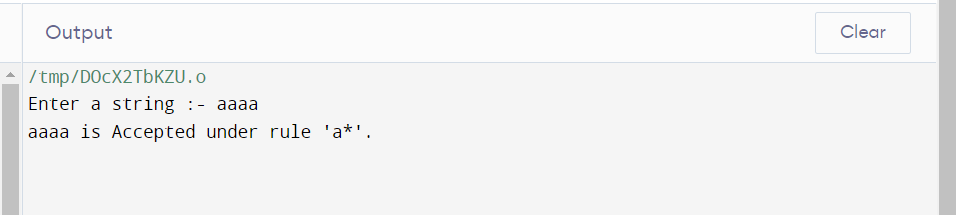 Output
Clear
/tmp/DOcX2TbKZU.o
Enter a string :- aaaa
aaaa is Accepted under rule 'a*'.